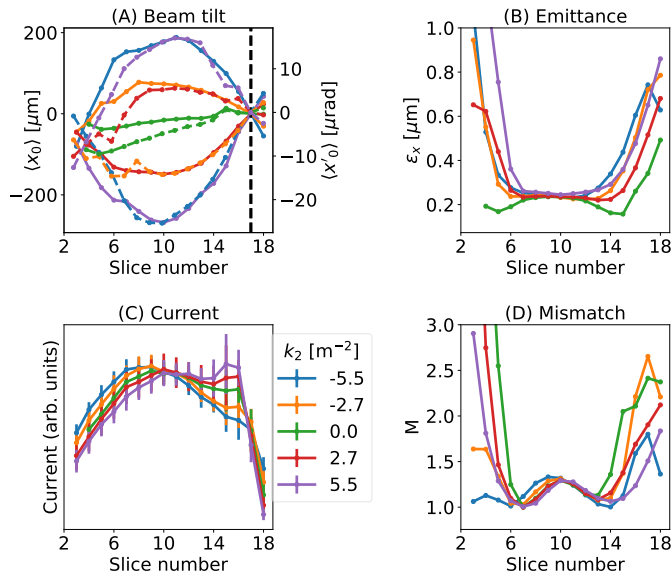 (A) Beam tilt
200
0
−200
⟨x₀⟩ [μm]
10
0
−10
−20
⟨x'₀⟩ [μrad]
2 6 10 14 18
Slice number
(B) Emittance
1.0
0.8
0.6
0.4
0.2
εₓ [μm]
2 6 10 14 18
Slice number
(C) Current
Current (arb. units)
2 6 10 14 18
Slice number
k₂ [m⁻²]
-5.5
-2.7
0.0
2.7
5.5
(D) Mismatch
3.0
2.5
2.0
1.5
1.0
M
2 6 10 14 18
Slice number